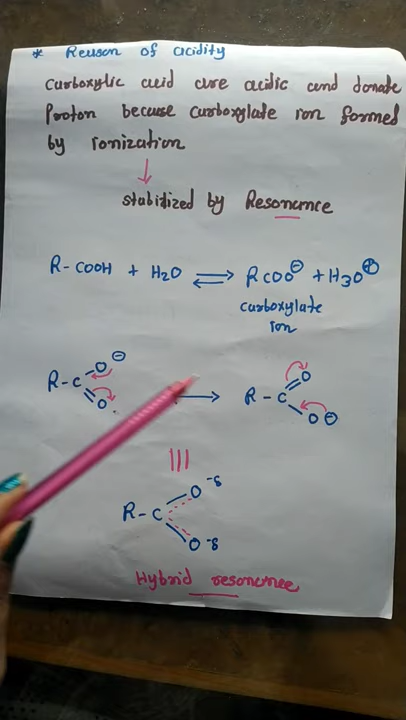 * Reason of acidity
Carboxylic acid are acidic and donate
Proton because carboxylate ion formed
by ionization
↓
stabilized by Resonance
R-COOH + H2O ⇌ RCOO⊖ + H3O⊕
carboxylate
ion
R-C O ⊖ O → R-C O O ⊖
|||
R-C O -δ O -δ
Hybrid resonance